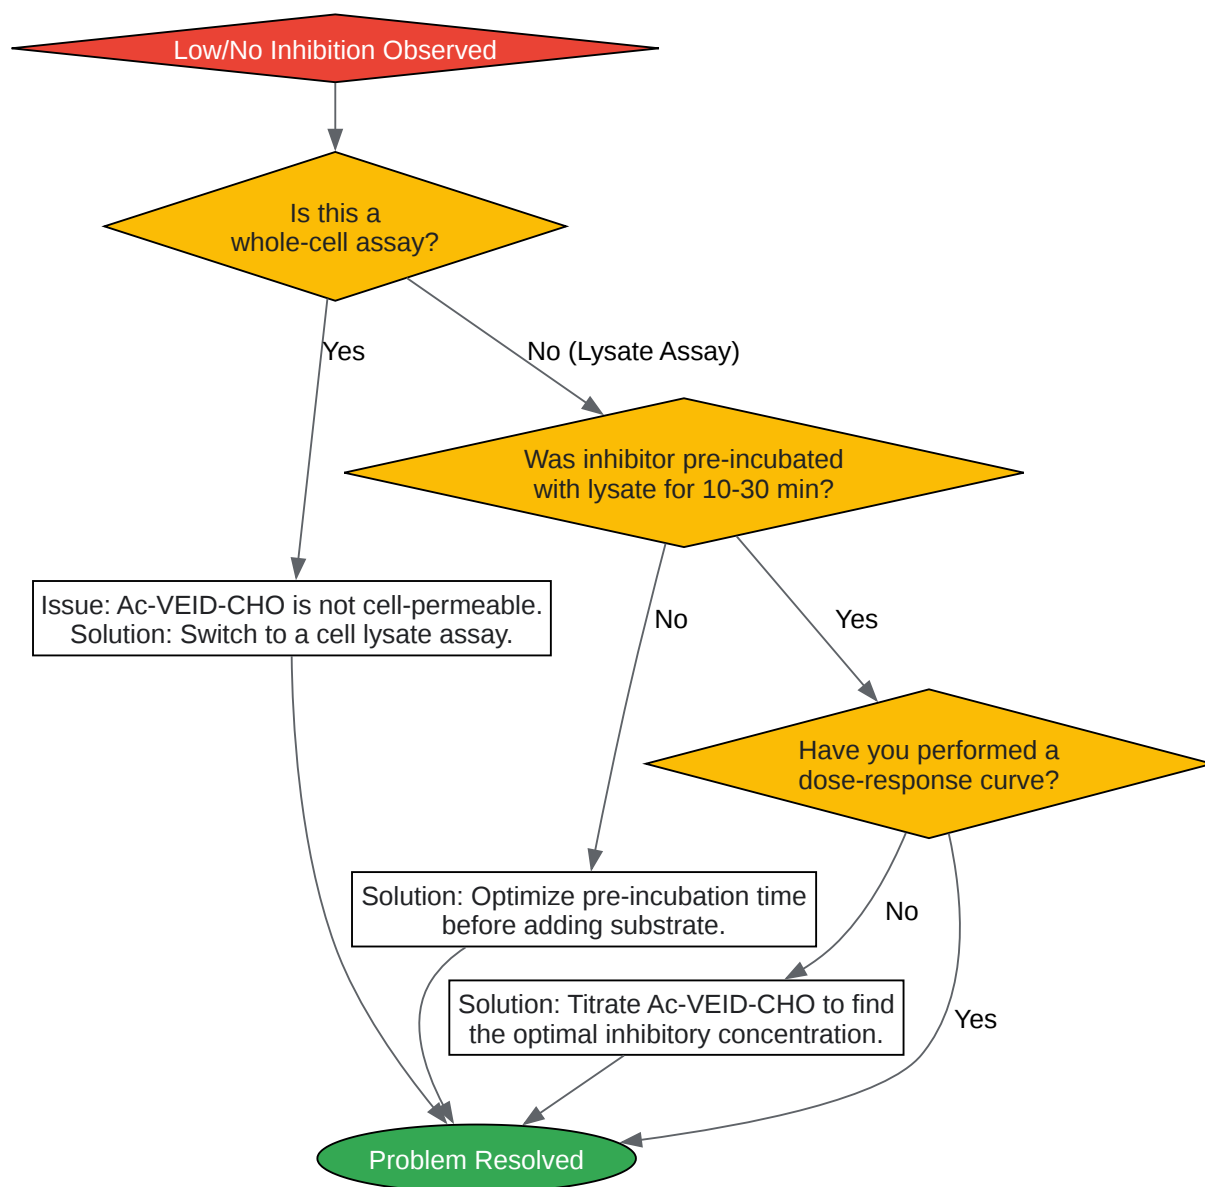 Low/No Inhibition Observed
Is this a
whole-cell assay?
Yes
No (Lysate Assay)
Was inhibitor pre-incubated
with lysate for 10-30 min?
Issue: Ac-VEID-CHO is not cell-permeable.
Solution: Switch to a cell lysate assay.
No
Yes
Have you performed a
dose-response curve?
Solution: Optimize pre-incubation time
before adding substrate.
No
Solution: Titrate Ac-VEID-CHO to find
the optimal inhibitory concentration.
Yes
Problem Resolved